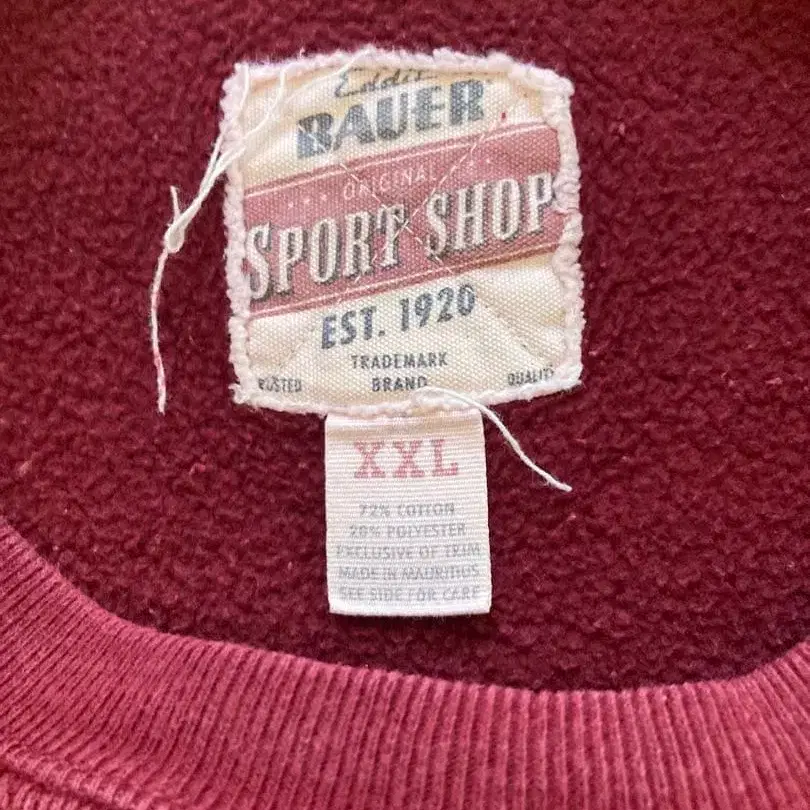 Eddie
BAUER
ORIGINAL
SPORT SHOP
EST. 1920
TRADEMARK
BRAND
TRUSTED QUALITY
XXL
72% COTTON
28% POLYESTER
EXCLUSIVE OF TRIM
MADE IN MAURITIUS
SEE SIDE FOR CARE